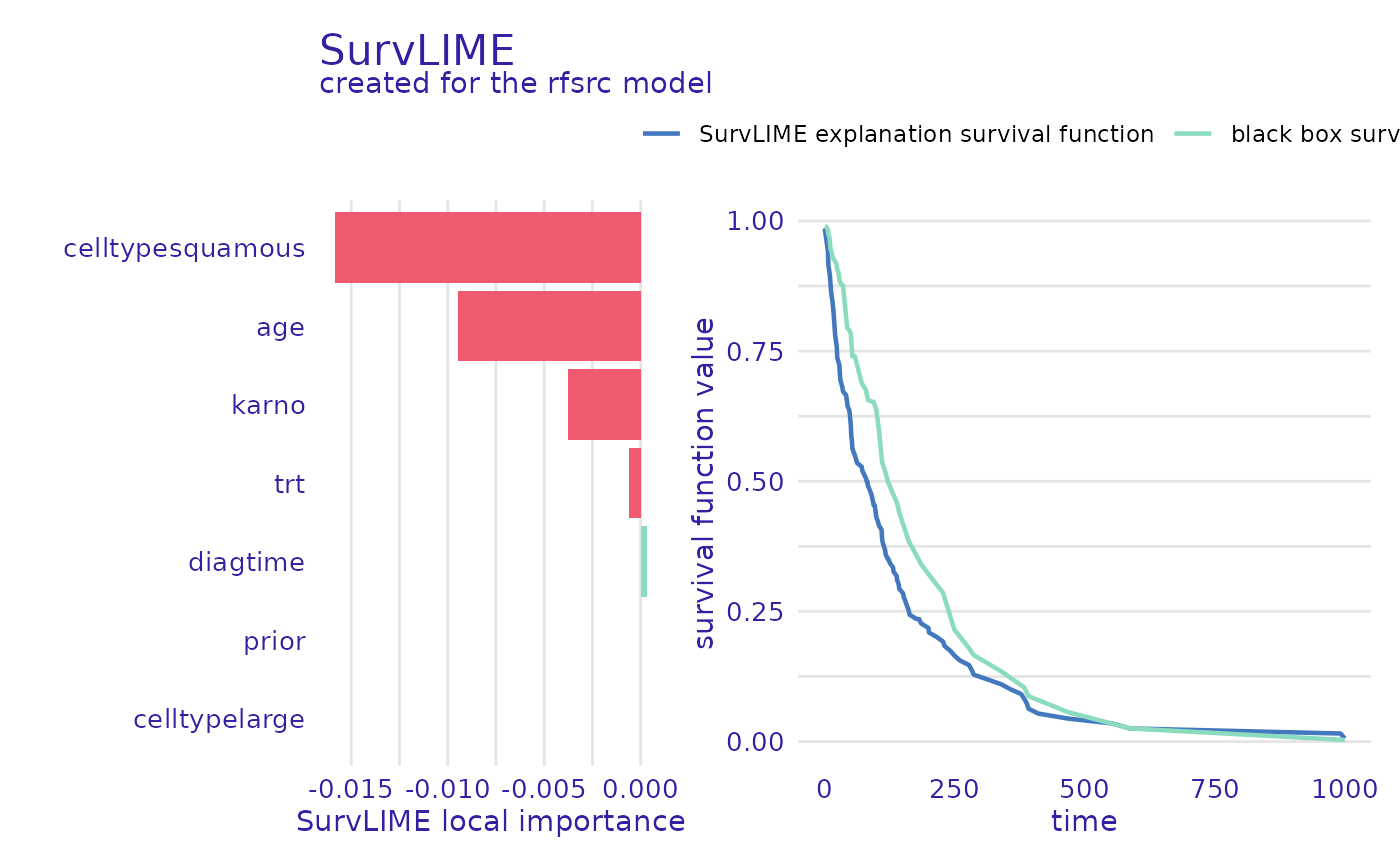 SurvLIME
created for the rfsrc model
SurvLIME explanation survival function
black box surv
celltypesquamous
age
karno
trt
diagtime
prior
celltypelarge
-0.015 -0.010 -0.005 0.000
SurvLIME local importance
survival function value
1.00
0.75
0.50
0.25
0.00
0 250 500 750 1000
time